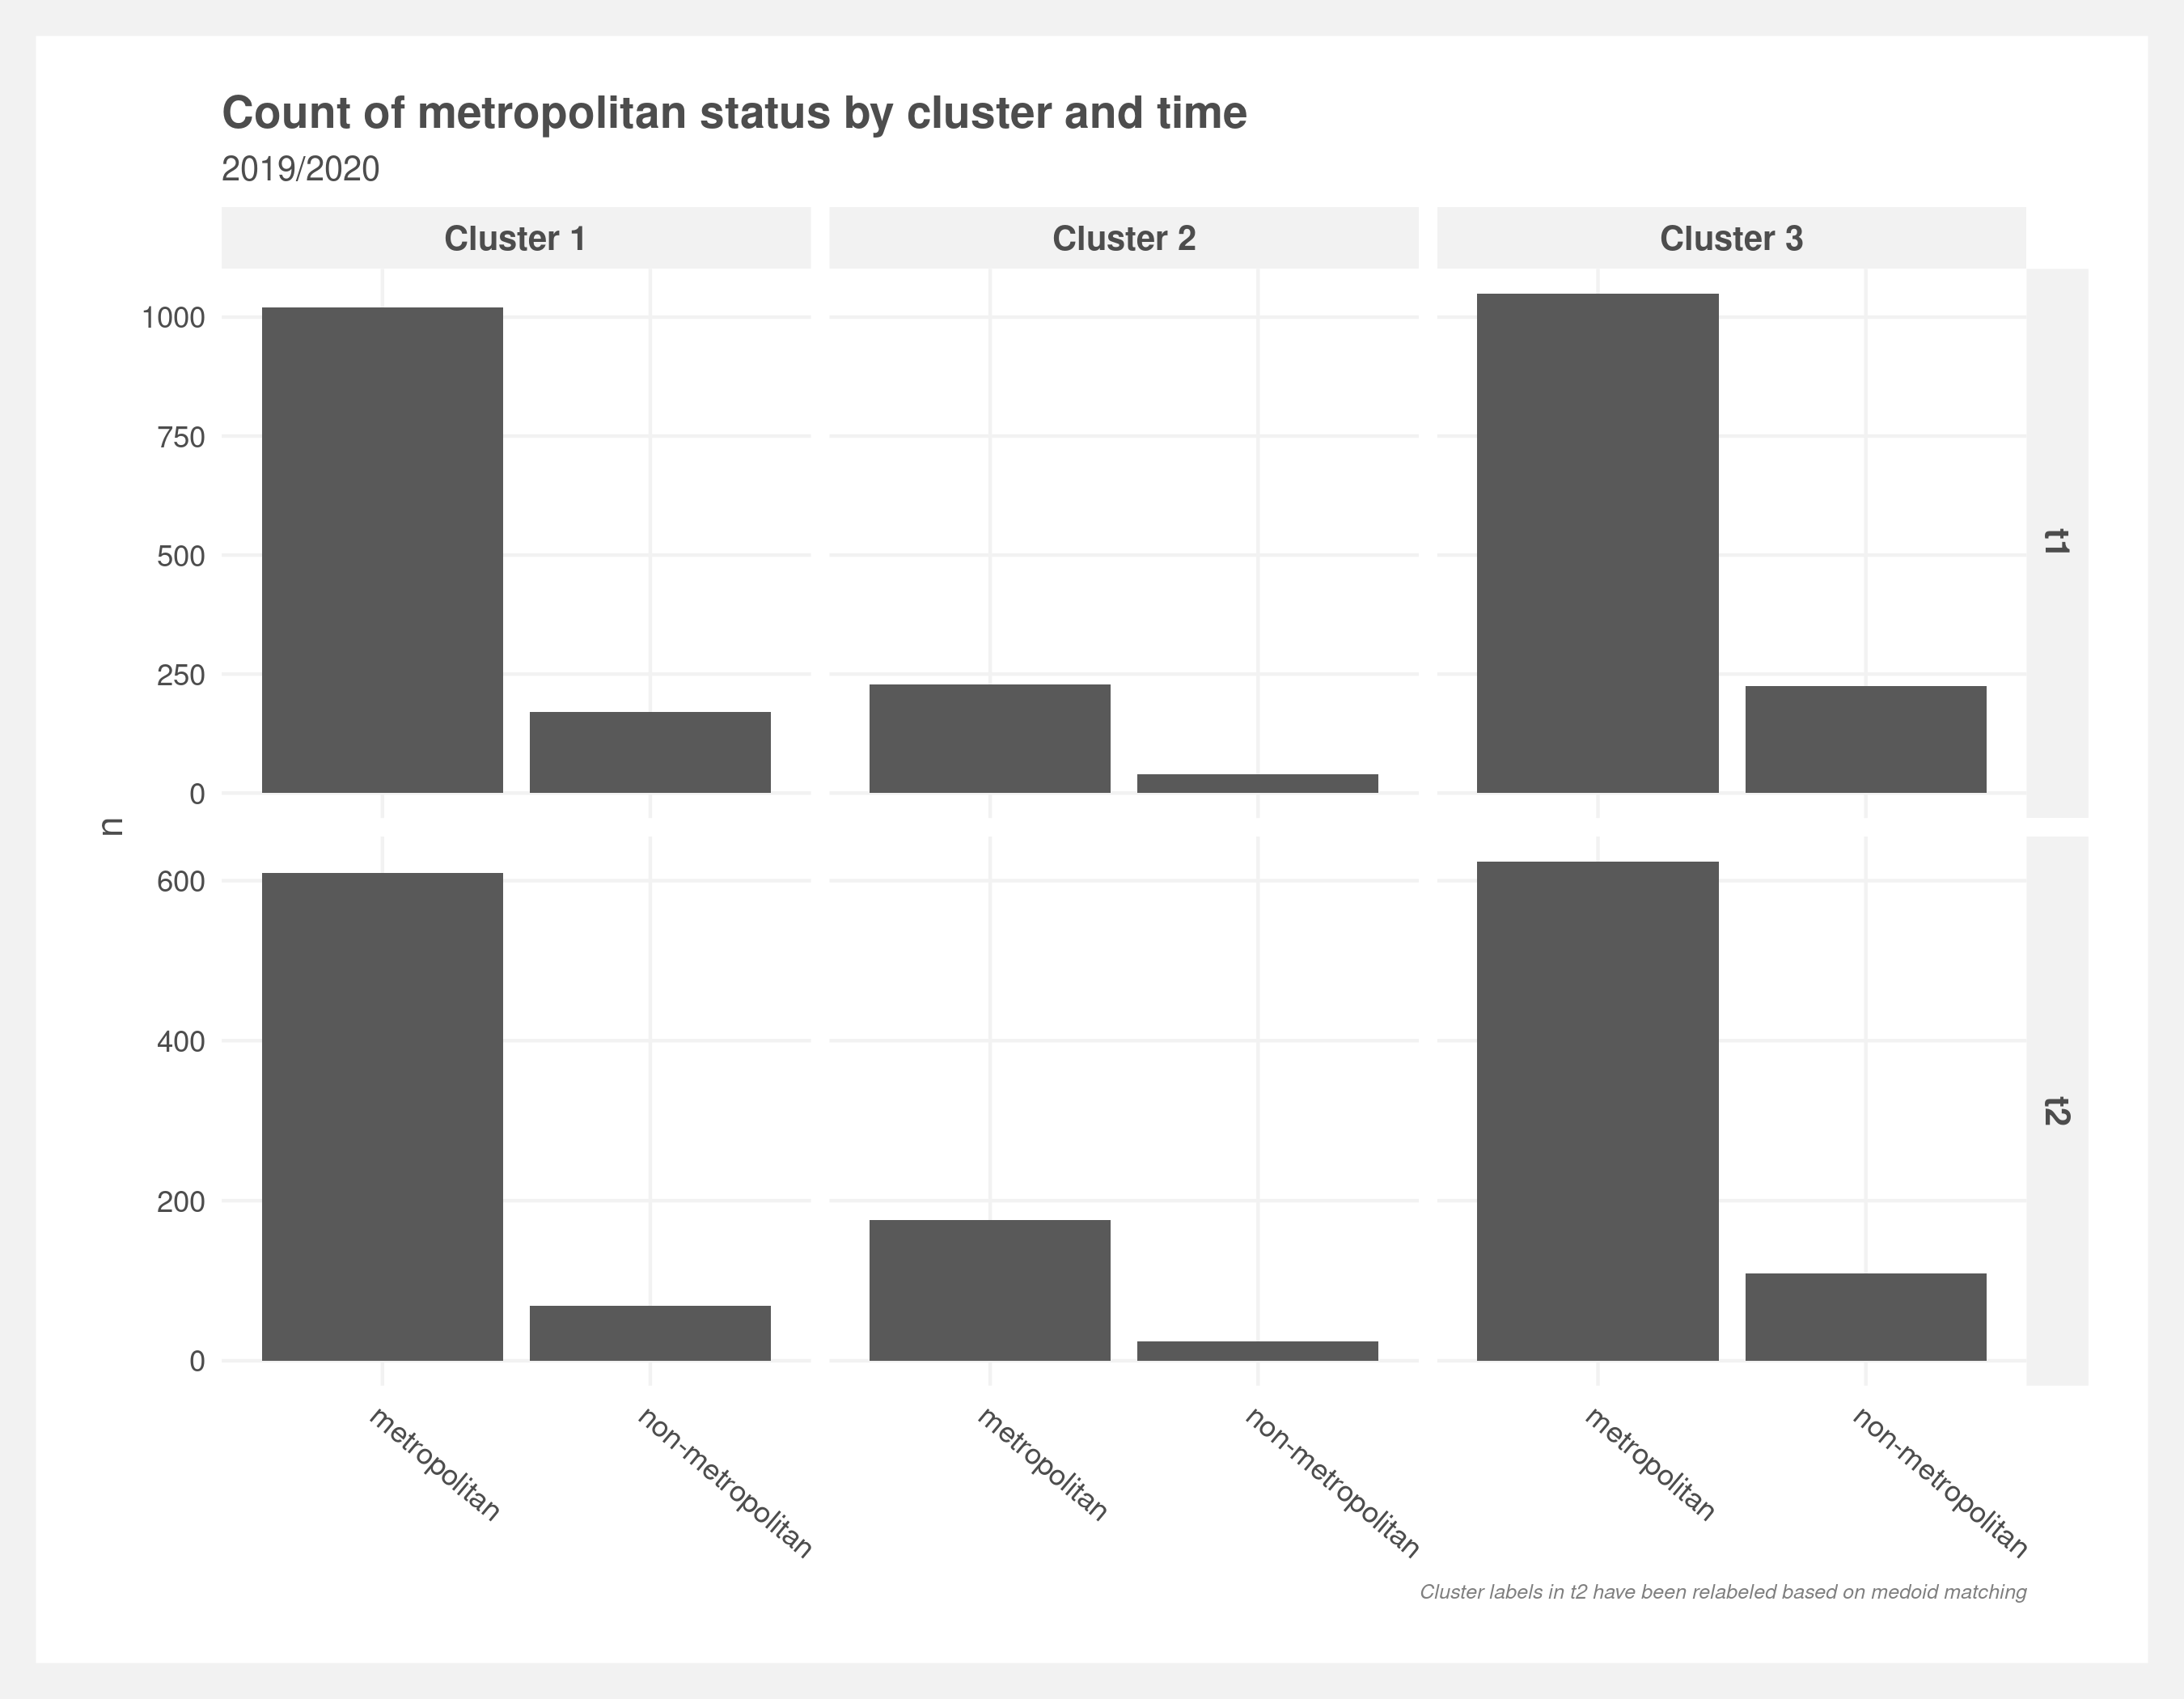 Count of metropolitan status by cluster and time
2019/2020
Cluster 1
Cluster 2
Cluster 3
1000
750
500
250
0
t1
n
600
400
200
0
t2
metropolitan
non-metropolitan
metropolitan
non-metropolitan
metropolitan
non-metropolitan
Cluster labels in t2 have been relabeled based on medoid matching